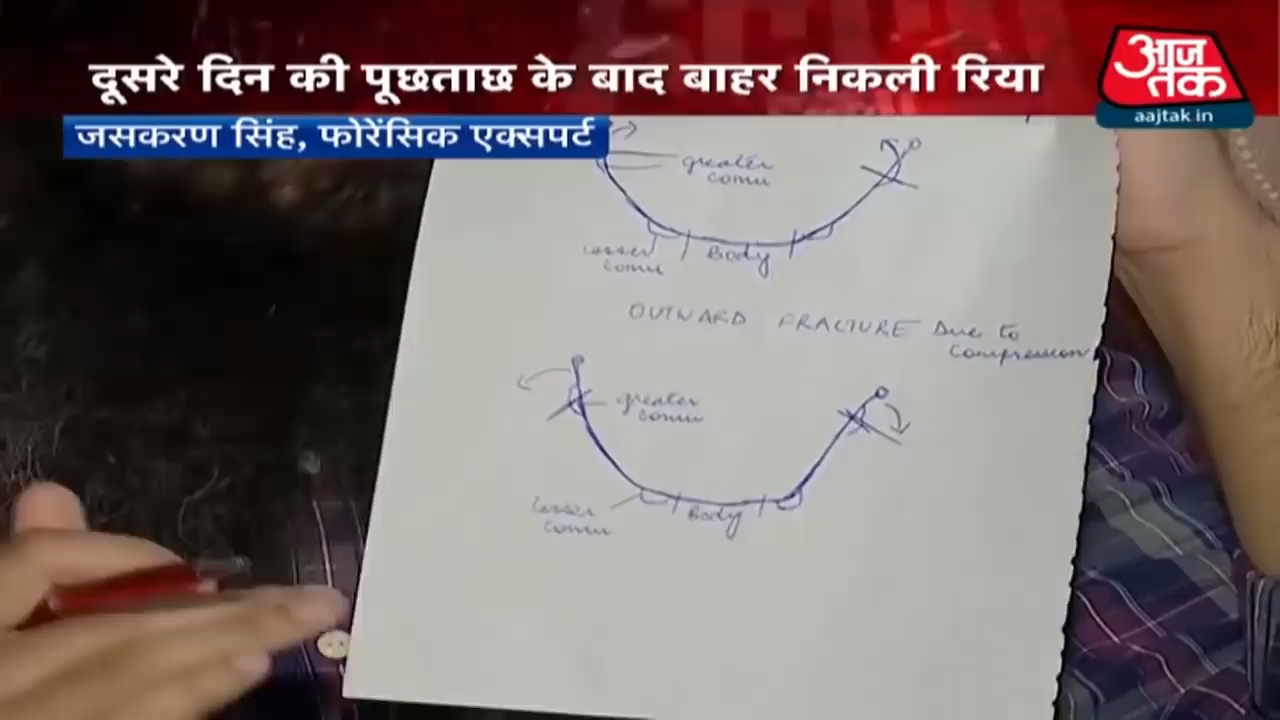 दूसरे दिन की पूछताछ के बाद बाहर निकली रिया
आज
तक
aajtak.in
जसकरण सिंह, फोरेंसिक एक्सपर्ट
greater
cornu
lesser
cornu
Body
OUTWARD FRACTURE Due to
Compression
greater
cornu
lesser
cornu
Body